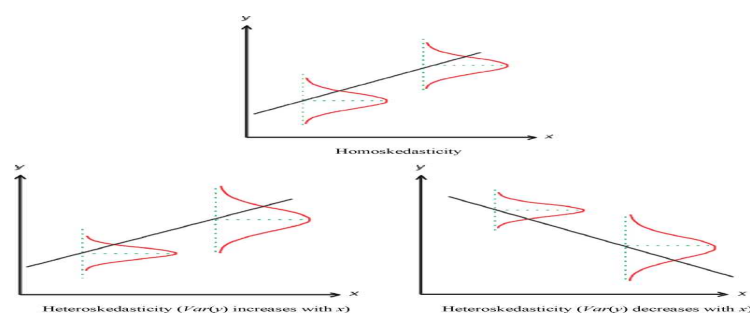 y
x
Homoskedasticity
y
x
Heteroskedasticity (Var(y) increases with x)
y
x
Heteroskedasticity (Var(y) decreases with x)